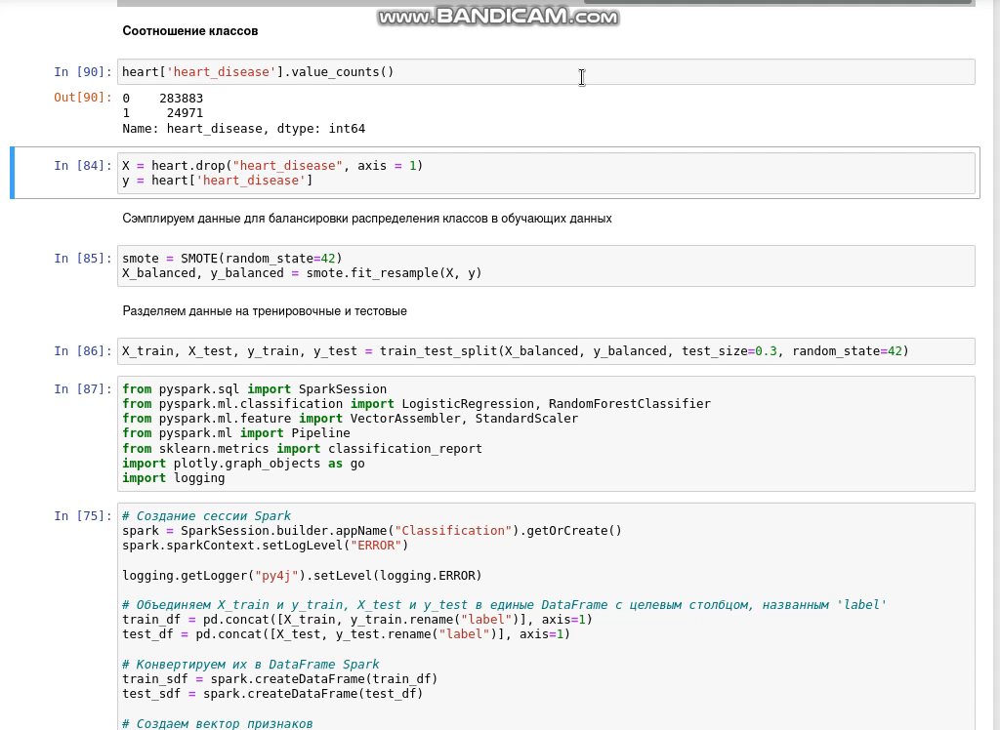 www.BANDICAM.com
Соотношение классов
In [90]: heart['heart_disease'].value_counts()
Out[90]: 0    283883
1     24971
Name: heart_disease, dtype: int64
In [84]: X = heart.drop("heart_disease", axis = 1)
y = heart['heart_disease']
Сэмплируем данные для балансировки распределения классов в обучающих данных
In [85]: smote = SMOTE(random_state=42)
X_balanced, y_balanced = smote.fit_resample(X, y)
Разделяем данные на тренировочные и тестовые
In [86]: X_train, X_test, y_train, y_test = train_test_split(X_balanced, y_balanced, test_size=0.3, random_state=42)
In [87]: from pyspark.sql import SparkSession
from pyspark.ml.classification import LogisticRegression, RandomForestClassifier
from pyspark.ml.feature import VectorAssembler, StandardScaler
from pyspark.ml import Pipeline
from sklearn.metrics import classification_report
import plotly.graph_objects as go
import logging
In [75]: # Создание сессии Spark
spark = SparkSession.builder.appName("Classification").getOrCreate()
spark.sparkContext.setLogLevel("ERROR")
logging.getLogger("py4j").setLevel(logging.ERROR)
# Объединяем X_train и y_train, X_test и y_test в единые DataFrame с целевым столбцом, названным 'label'
train_df = pd.concat([X_train, y_train.rename("label")], axis=1)
test_df = pd.concat([X_test, y_test.rename("label")], axis=1)
# Конвертируем их в DataFrame Spark
train_sdf = spark.createDataFrame(train_df)
test_sdf = spark.createDataFrame(test_df)
# Создаем вектор признаков